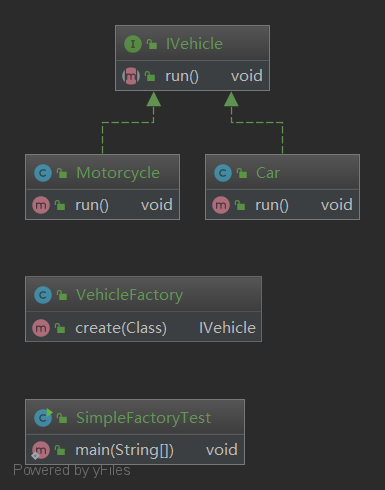 IVehicle
run() void
Motorcycle
run() void
Car
run() void
VehicleFactory
create(Class) IVehicle
SimpleFactoryTest
main(String[]) void
Powered by yFiles